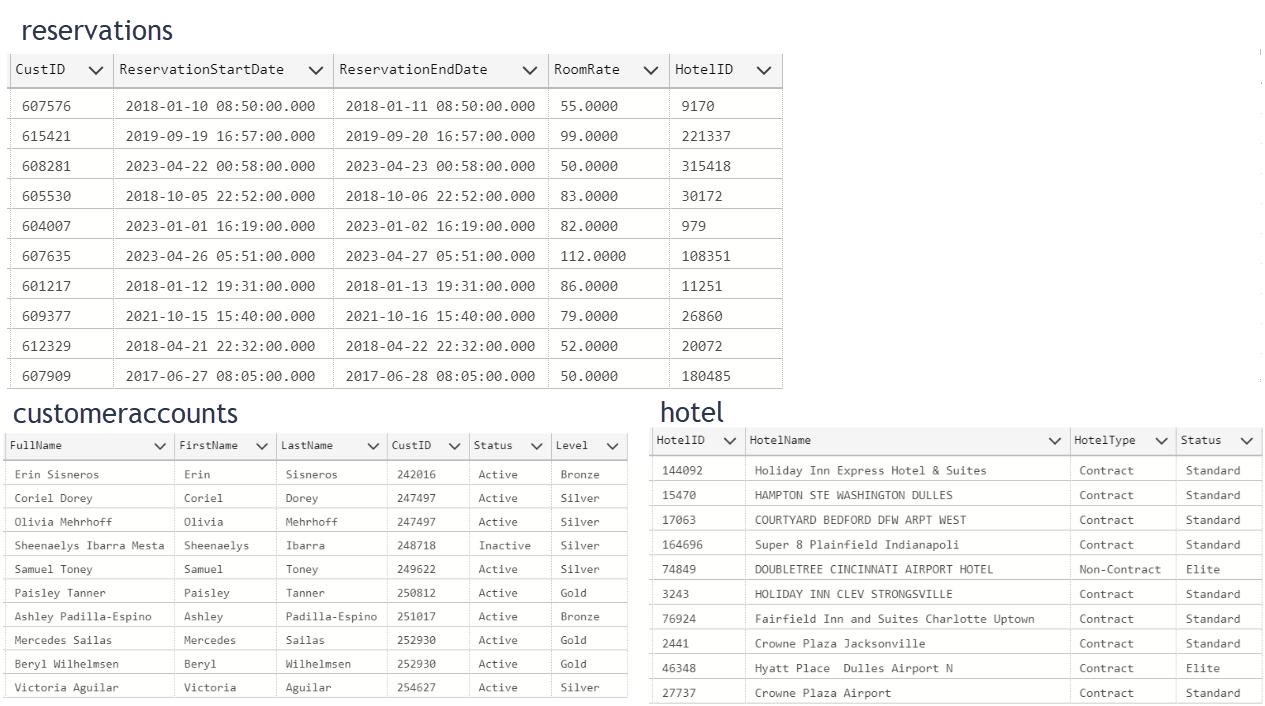 reservations
CustID ReservationStartDate ReservationEndDate RoomRate HotelID
607576 2018-01-10 08:50:00.000 2018-01-11 08:50:00.000 55.0000 9170
615421 2019-09-19 16:57:00.000 2019-09-20 16:57:00.000 99.0000 221337
608281 2023-04-22 00:58:00.000 2023-04-23 00:58:00.000 50.0000 315418
605530 2018-10-05 22:52:00.000 2018-10-06 22:52:00.000 83.0000 30172
604007 2023-01-01 16:19:00.000 2023-01-02 16:19:00.000 82.0000 979
607635 2023-04-26 05:51:00.000 2023-04-27 05:51:00.000 112.0000 108351
601217 2018-01-12 19:31:00.000 2018-01-13 19:31:00.000 86.0000 11251
609377 2021-10-15 15:40:00.000 2021-10-16 15:40:00.000 79.0000 26860
612329 2018-04-21 22:32:00.000 2018-04-22 22:32:00.000 52.0000 20072
607909 2017-06-27 08:05:00.000 2017-06-28 08:05:00.000 50.0000 180485
customeraccounts
FullName FirstName LastName CustID Status Level
Erin Sisneros Erin Sisneros 242016 Active Bronze
Coriel Dorey Coriel Dorey 247497 Active Silver
Olivia Mehrhoff Olivia Mehrhoff 247497 Active Silver
Sheenaelys Ibarra Mesta Sheenaelys Ibarra 248718 Inactive Silver
Samuel Toney Samuel Toney 249622 Active Silver
Paisley Tanner Paisley Tanner 250812 Active Gold
Ashley Padilla-Espino Ashley Padilla-Espino 251017 Active Bronze
Mercedes Sailas Mercedes Sailas 252930 Active Gold
Beryl Wilhelmsen Beryl Wilhelmsen 252930 Active Gold
Victoria Aguilar Victoria Aguilar 254627 Active Silver
hotel
HotelID HotelName HotelType Status
144092 Holiday Inn Express Hotel & Suites Contract Standard
15470 HAMPTON STE WASHINGTON DULLES Contract Standard
17063 COURTYARD BEDFORD DFW ARPT WEST Contract Standard
164696 Super 8 Plainfield Indianapoli Contract Standard
74849 DOUBLETREE CINCINNATI AIRPORT HOTEL Non-Contract Elite
3243 HOLIDAY INN CLEV STRONGSVILLE Contract Standard
76924 Fairfield Inn and Suites Charlotte Uptown Contract Standard
2441 Crowne Plaza Jacksonville Contract Standard
46348 Hyatt Place  Dulles Airport N Contract Elite
27737 Crowne Plaza Airport Contract Standard